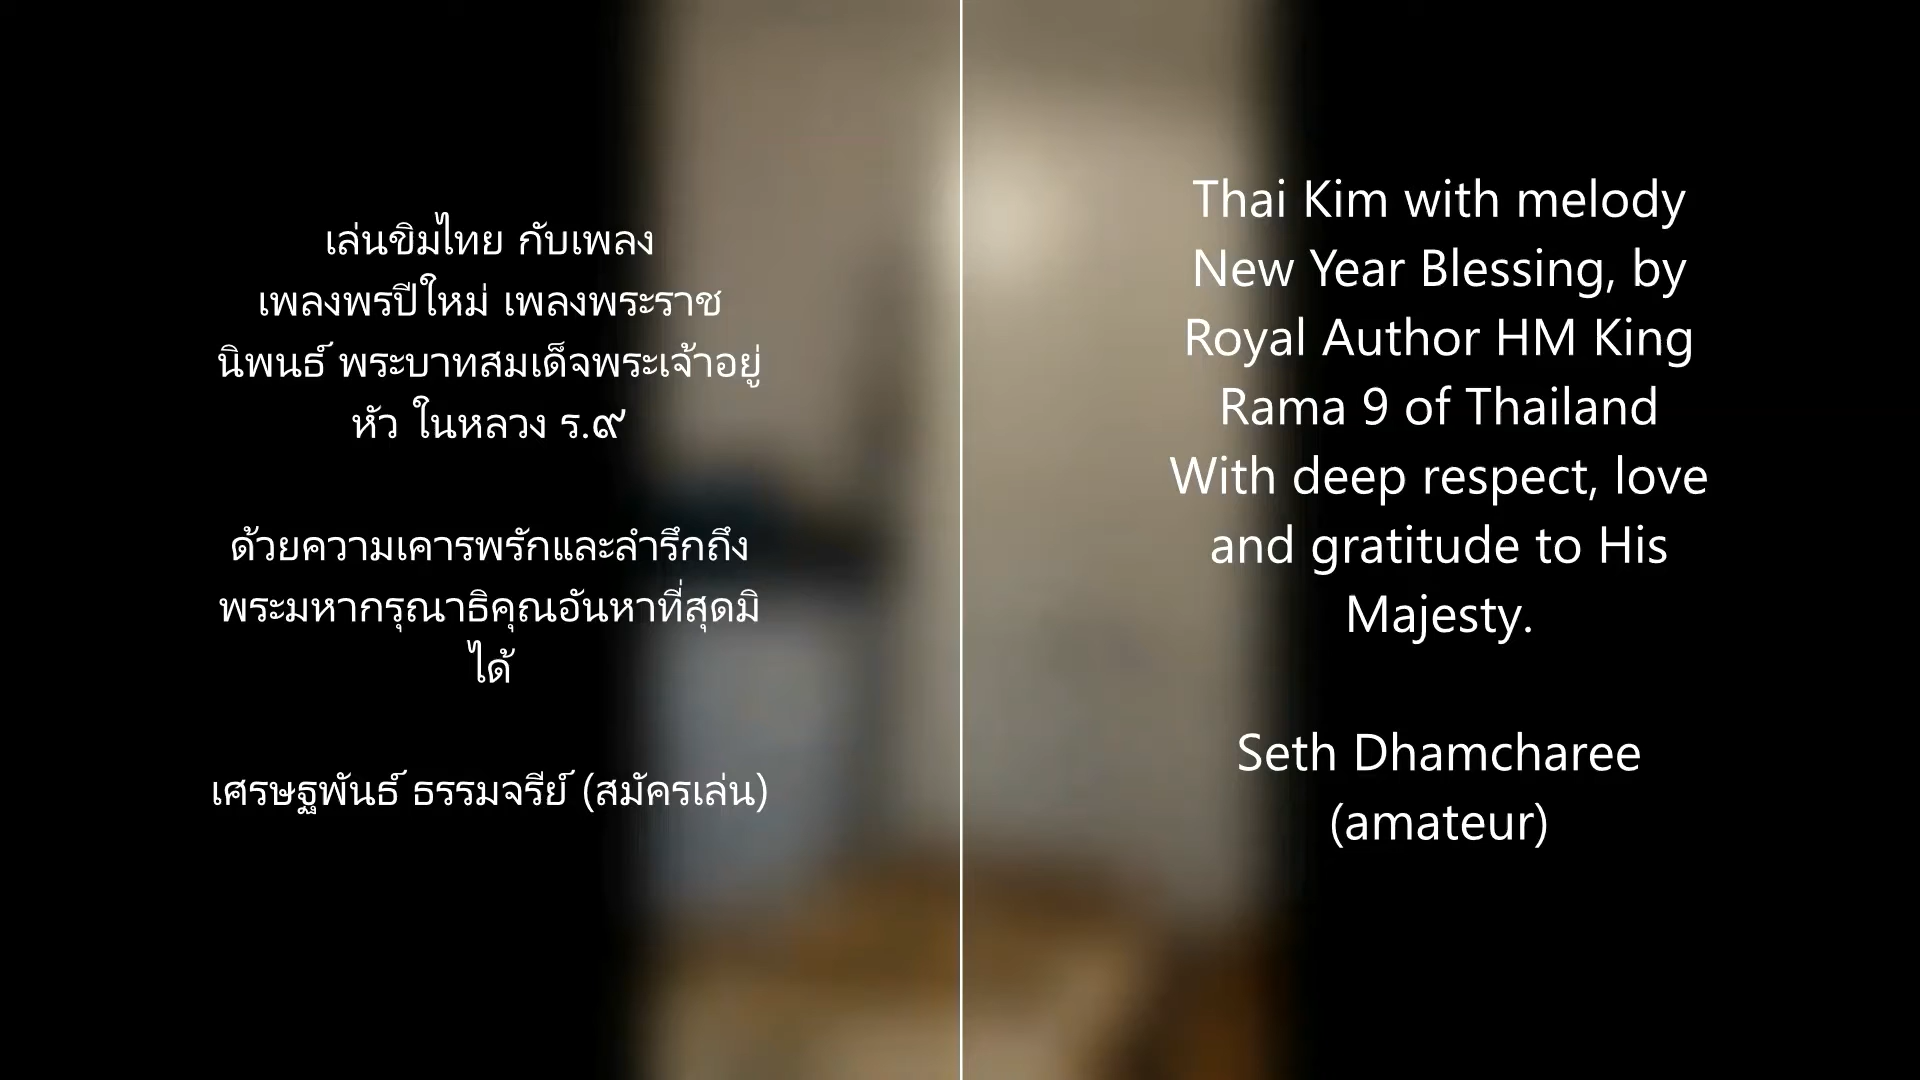 เล่นขิมไทย กับเพลง
เพลงพรปีใหม่ เพลงพระราช
นิพนธ์ พระบาทสมเด็จพระเจ้าอยู่
หัว ในหลวง ร.๙
ด้วยความเคารพรักและลำรึกถึง
พระมหากรุณาธิคุณอันหาที่สุดมิ
ได้
เศรษฐพันธ์ ธรรมจรีย์ (สมัครเล่น)
Thai Kim with melody
New Year Blessing, by
Royal Author HM King
Rama 9 of Thailand
With deep respect, love
and gratitude to His
Majesty.
Seth Dhamcharee
(amateur)